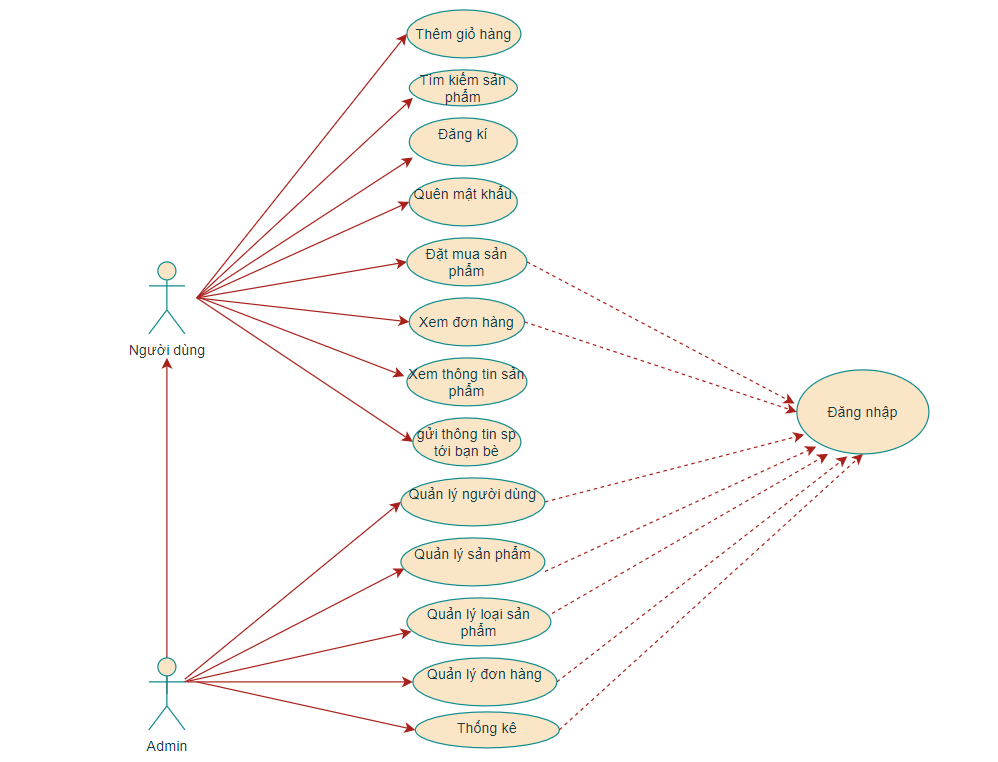 Thêm giỏ hàng
Tìm kiếm sản
phẩm
Đăng kí
Quên mật khẩu
Đặt mua sản
phẩm
Xem đơn hàng
Người dùng
Xem thông tin sản
phẩm
Đăng nhập
gửi thông tin sp
tới bạn bè
Quản lý người dùng
Quản lý sản phẩm
Quản lý loại sản
phẩm
Quản lý đơn hàng
Thống kê
Admin